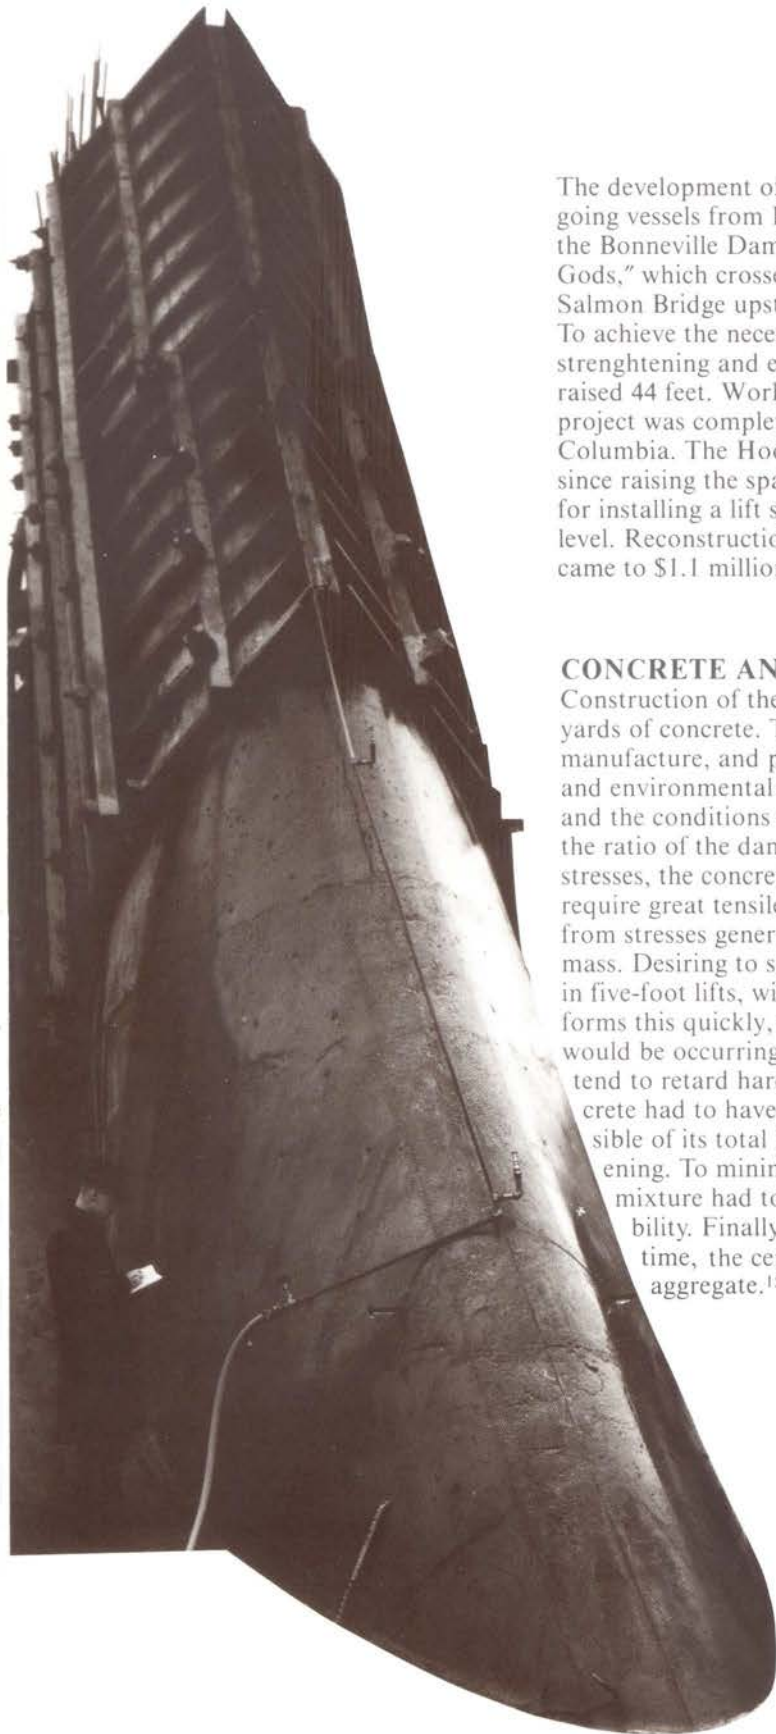 The development of
going vessels from
the Bonneville Dam
Gods," which crosse
Salmon Bridge upst
To achieve the nece
strenghtening and e
raised 44 feet. Work
project was comple
Columbia. The Hoo
since raising the spa
for installing a lift s
level. Reconstructio
came to $1.1 million
CONCRETE AN
Construction of the
yards of concrete. T
manufacture, and p
and environmental
and the conditions
the ratio of the dam
stresses, the concre
require great tensile
from stresses gener
mass. Desiring to s
in five-foot lifts, wi
forms this quickly,
would be occurring
tend to retard har
crete had to have
sible of its total
ening. To minin
mixture had to
bility. Finally
time, the ce
aggregate.